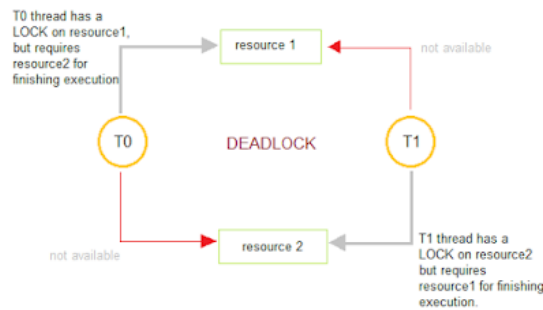 T0 thread has a
LOCK on resource1,
but requires
resource2 for
finishing execution
resource 1
not available
T0
DEADLOCK
T1
not available
resource 2
T1 thread has a
LOCK on resource2
but requires
resource1 for finishing
execution.